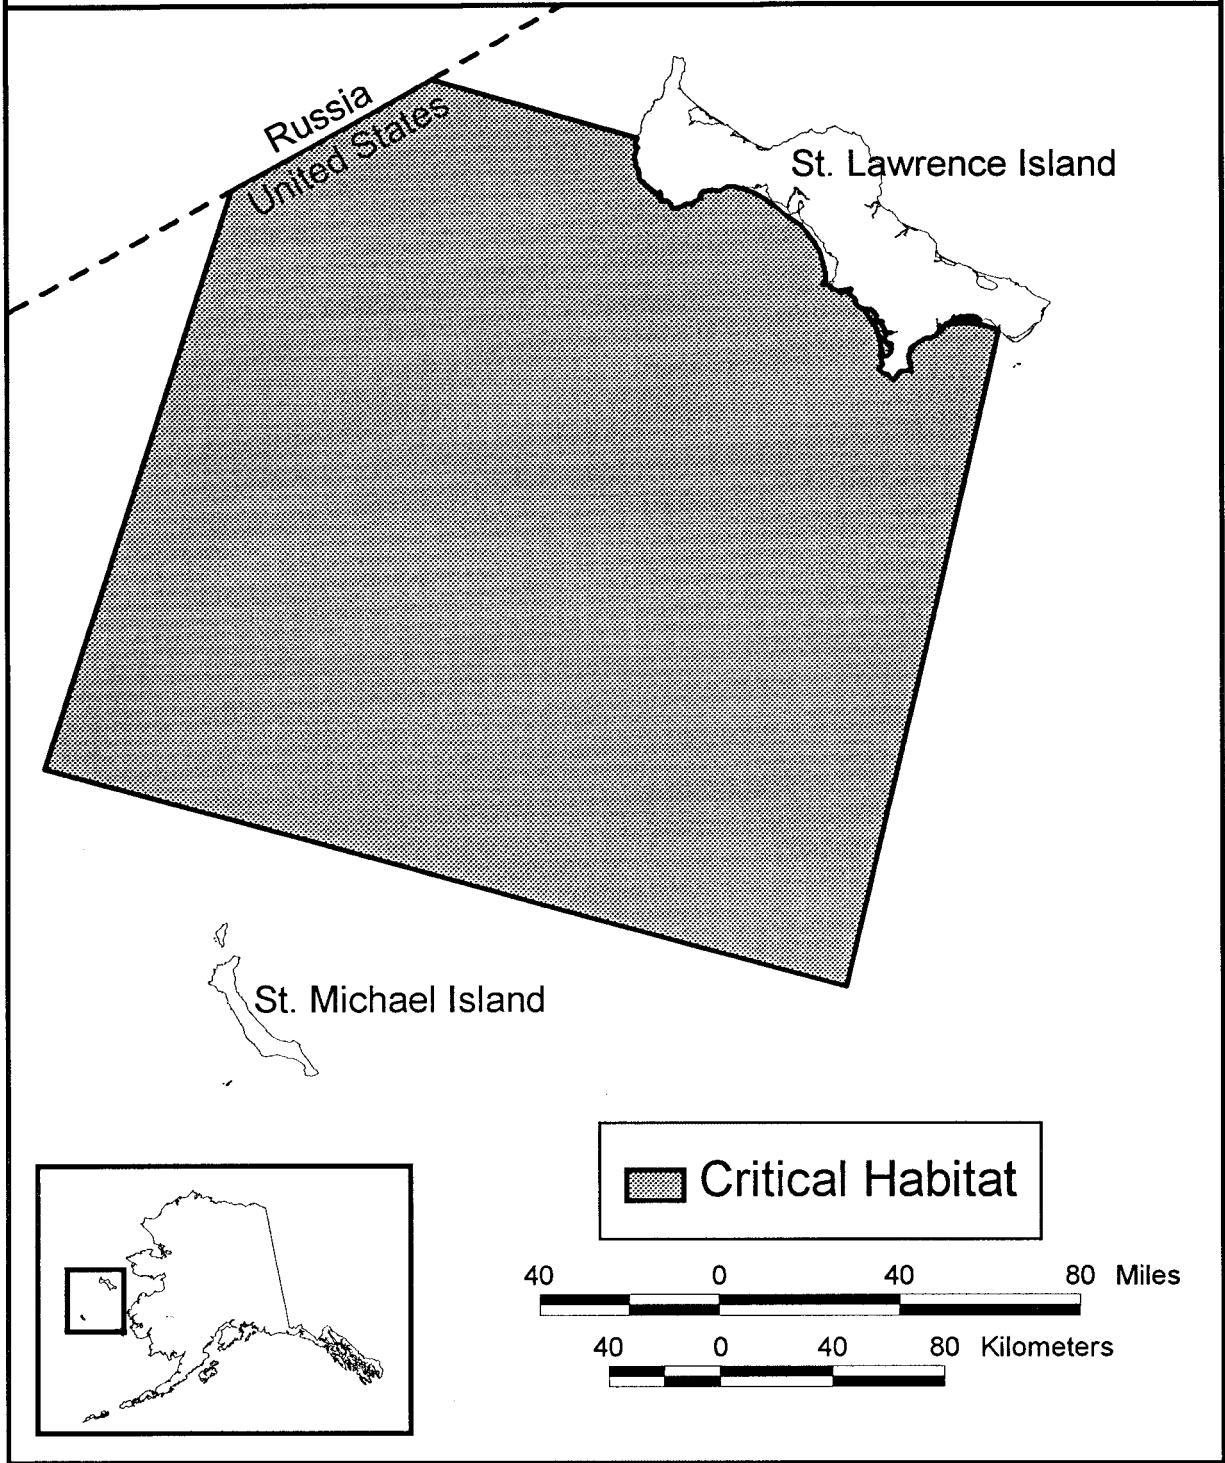 Russia
United States
St. Lawrence Island
St. Michael Island
Critical Habitat
40 0 40 80 Miles
40 0 40 80 Kilometers